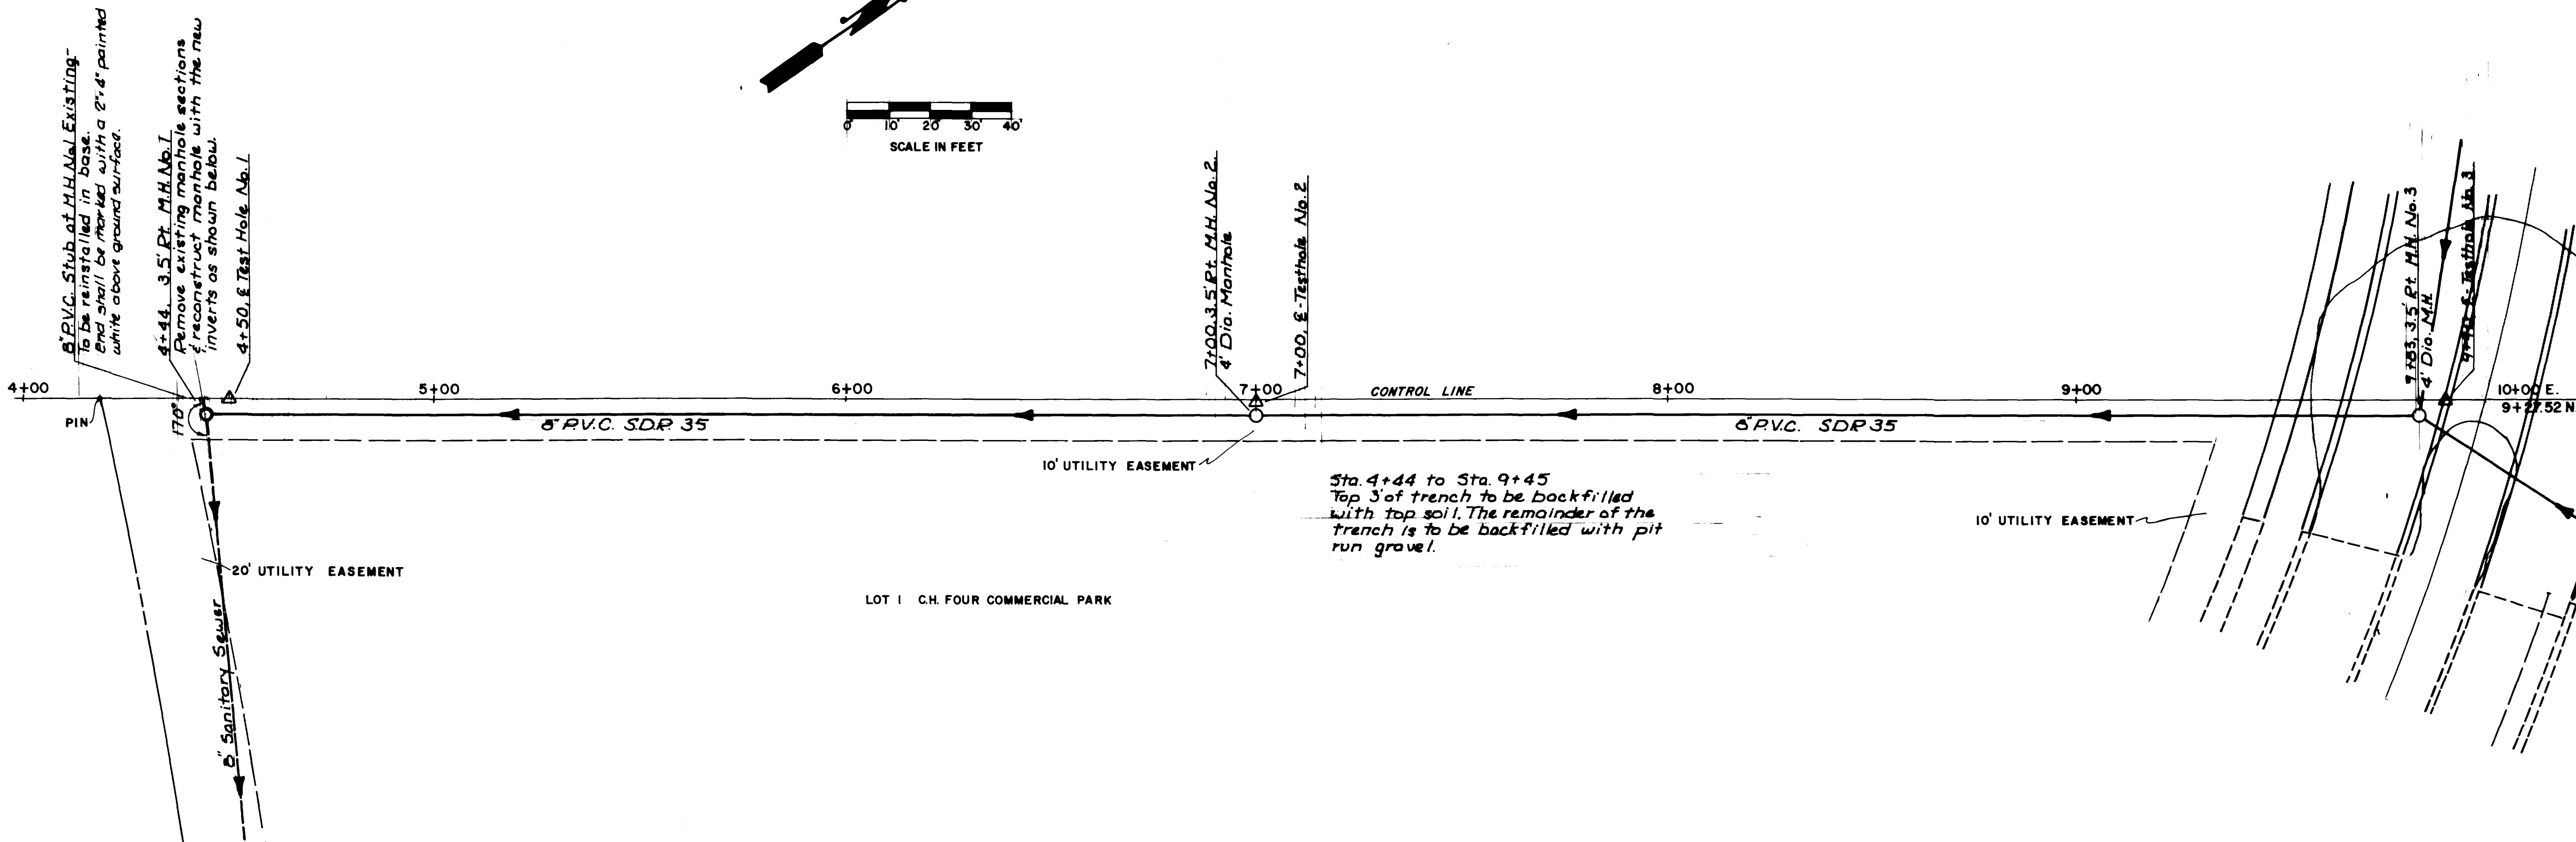 8" P.V.C. Stub at M.H. No.1 Existing-
To be reinstalled in base.
End shall be marked with a 2"x4" painted
white above ground surface.
4+44, 3.5' Rt. M.H. No. 1
Remove existing manhole sections
& reconstruct manhole with the new
inverts as shown below.
4+50, ℄ Test Hole No. 1
0' 10' 20' 30' 40'
SCALE IN FEET
7+00, 3.5' Rt. M.H. No. 2
4' Dia. Manhole
7+00, ℄-Testhole No. 2
9+83, 3.5' Rt. M.H. No. 3
4' Dia. M.H.
℄-Testhole No. 3
4+00 5+00 6+00 7+00 CONTROL LINE 8+00 9+00 10+00 E.
9+27.52 N
PIN
170°
8" P.V.C. S.D.R. 35
8" P.V.C. S.D.R. 35
10' UTILITY EASEMENT
Sta. 4+44 to Sta. 9+45
Top 3' of trench to be backfilled
with top soil. The remainder of the
trench is to be backfilled with pit
run gravel.
10' UTILITY EASEMENT
20' UTILITY EASEMENT
LOT 1 C.H. FOUR COMMERCIAL PARK
8" Sanitary Sewer